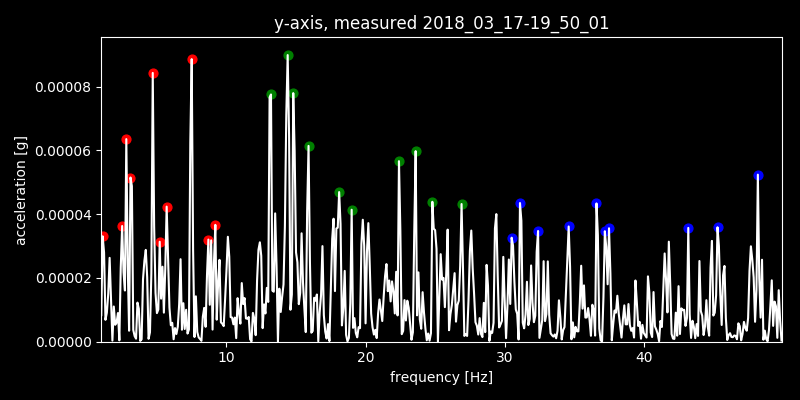 y-axis, measured 2018_03_17-19_50_01
acceleration [g]
0.00008
0.00006
0.00004
0.00002
0.00000
10 20 30 40
frequency [Hz]